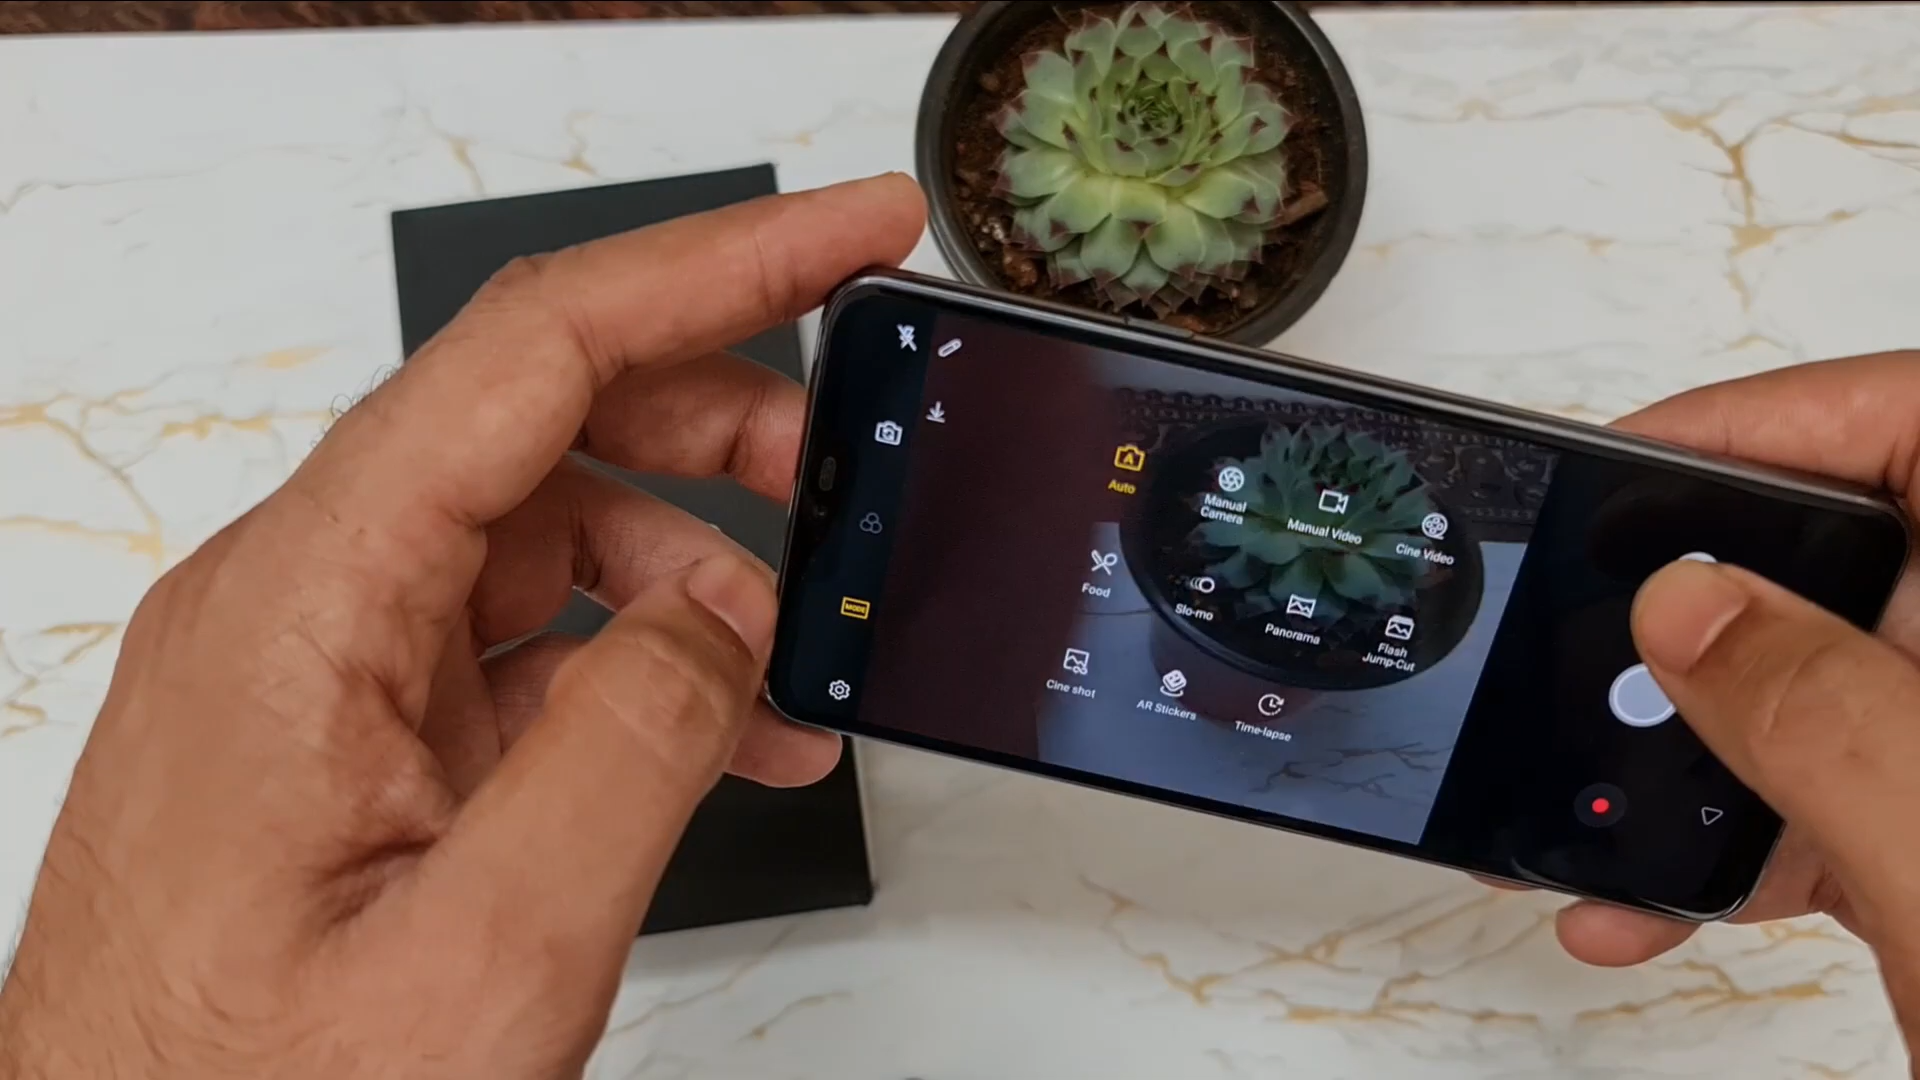 Auto
Manual
Camera
Manual Video
Cine Video
Food
Slo-mo
Panorama
Flash
Jump-Cut
Cine shot
AR Stickers
Time-lapse
MODE